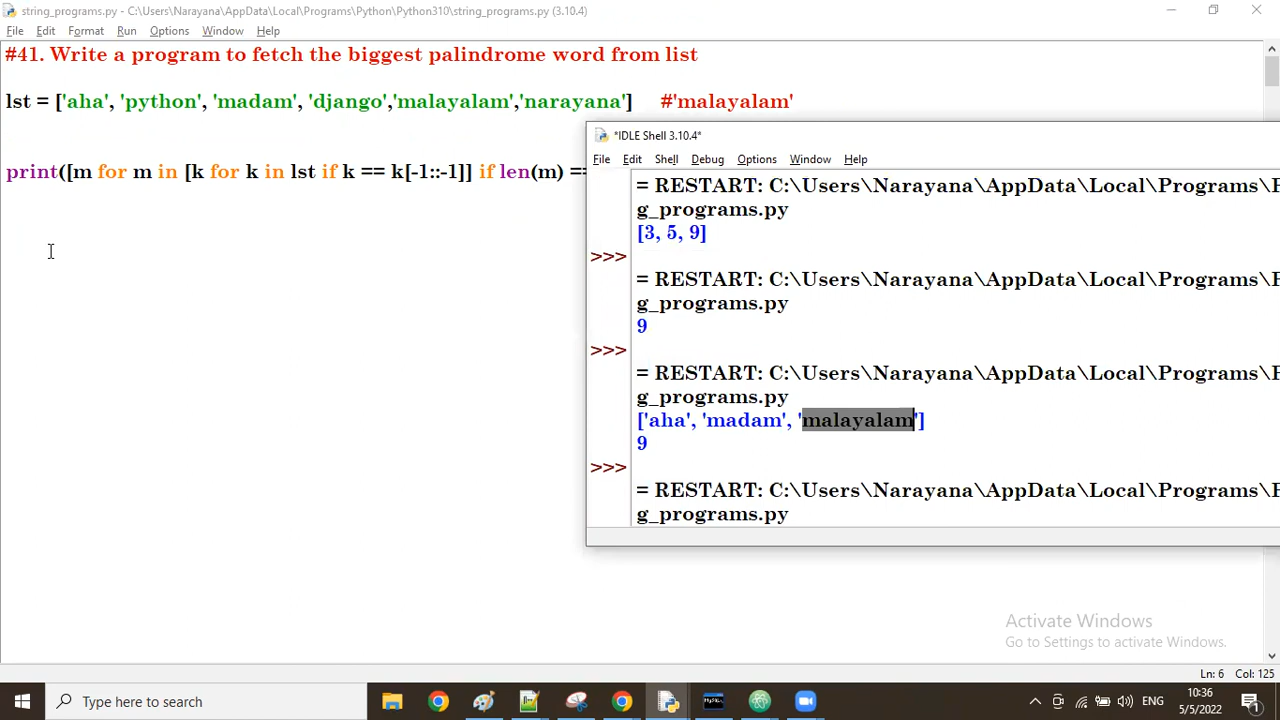 string_programs.py - C:\Users\Narayana\AppData\Local\Programs\Python\Python310\string_programs.py (3.10.4)
File Edit Format Run Options Window Help
#41. Write a program to fetch the biggest palindrome word from list
lst = ['aha', 'python', 'madam', 'django','malayalam','narayana'] #'malayalam'
print([m for m in [k for k in lst if k == k[-1::-1]] if len(m) ==
*IDLE Shell 3.10.4*
File Edit Shell Debug Options Window Help
= RESTART: C:\Users\Narayana\AppData\Local\Programs\
g_programs.py
[3, 5, 9]
>>>
= RESTART: C:\Users\Narayana\AppData\Local\Programs\
g_programs.py
9
>>>
= RESTART: C:\Users\Narayana\AppData\Local\Programs\
g_programs.py
['aha', 'madam', 'malayalam']
9
>>>
= RESTART: C:\Users\Narayana\AppData\Local\Programs\
g_programs.py
Activate Windows
Go to Settings to activate Windows.
Ln: 6 Col: 125
Type here to search
ENG
10:36
5/5/2022